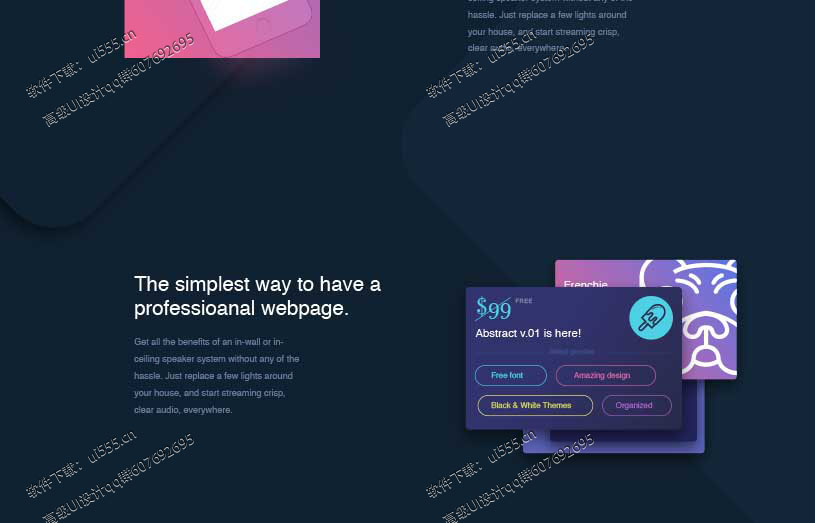 ceiling speaker system without any of the
hassle. Just replace a few lights around
your house, and start streaming crisp,
clear audio, everywhere.
软件下载：ui555.cn
高级UI设计qq群607692695
软件下载：ui555.cn
高级UI设计qq群607692695
The simplest way to have a
professioanal webpage.
Get all the benefits of an in-wall or in-
ceiling speaker system without any of the
hassle. Just replace a few lights around
your house, and start streaming crisp,
clear audio, everywhere.
Frenchie
$99 FREE
Abstract v.01 is here!
Free font
Amazing design
Black & White Themes
Organized
软件下载：ui555.cn
高级UI设计qq群607692695
软件下载：ui555.cn
高级UI设计qq群607692695